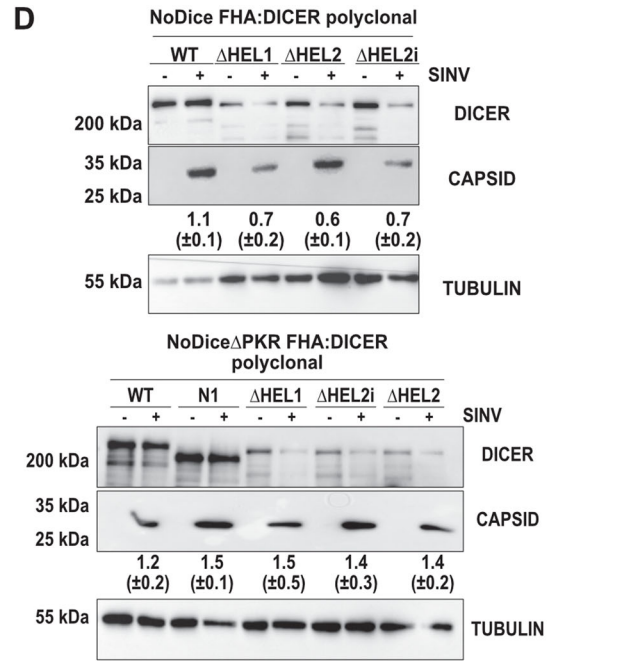 D
NoDice FHA:DICER polyclonal
WT ΔHEL1 ΔHEL2 ΔHEL2i
- + - + - + - + SINV
DICER
200 kDa
35 kDa
CAPSID
25 kDa
1.1 0.7 0.6 0.7
(±0.1) (±0.2) (±0.1) (±0.2)
55 kDa
TUBULIN
NoDiceΔPKR FHA:DICER
polyclonal
WT N1 ΔHEL1 ΔHEL2i ΔHEL2
- + - + - + - + - + SINV
DICER
200 kDa
35 kDa
CAPSID
25 kDa
1.2 1.5 1.5 1.4 1.4
(±0.2) (±0.1) (±0.5) (±0.3) (±0.2)
55 kDa
TUBULIN